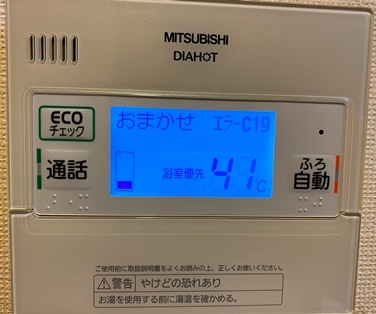 MITSUBISHI
DIAHOT
eco
チェック
おまかせ エラーC19
通話
浴室優先 41℃
ふろ
自動
ご使用前に取扱説明書をよくお読みの上、正しくお使いください。
警告 やけどの恐れあり
お湯を使用する前に湯温を確かめる。